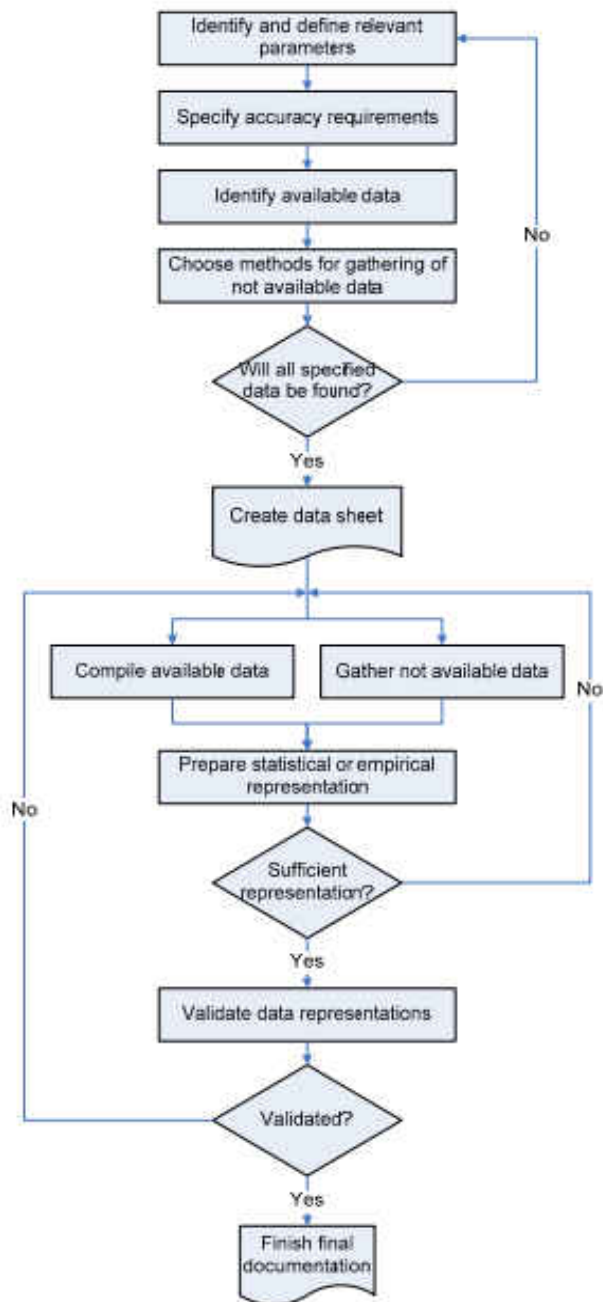 Identify and define relevant
parameters
Specify accuracy requirements
Identify available data
No
Choose methods for gathering of
not available data
Will all specified
data be found?
Yes
Create data sheet
Compile available data
Gather not available data
No
Prepare statistical or empirical
representation
No
Sufficient
representation?
Yes
Validate data representations
Validated?
Yes
Finish final
documentation